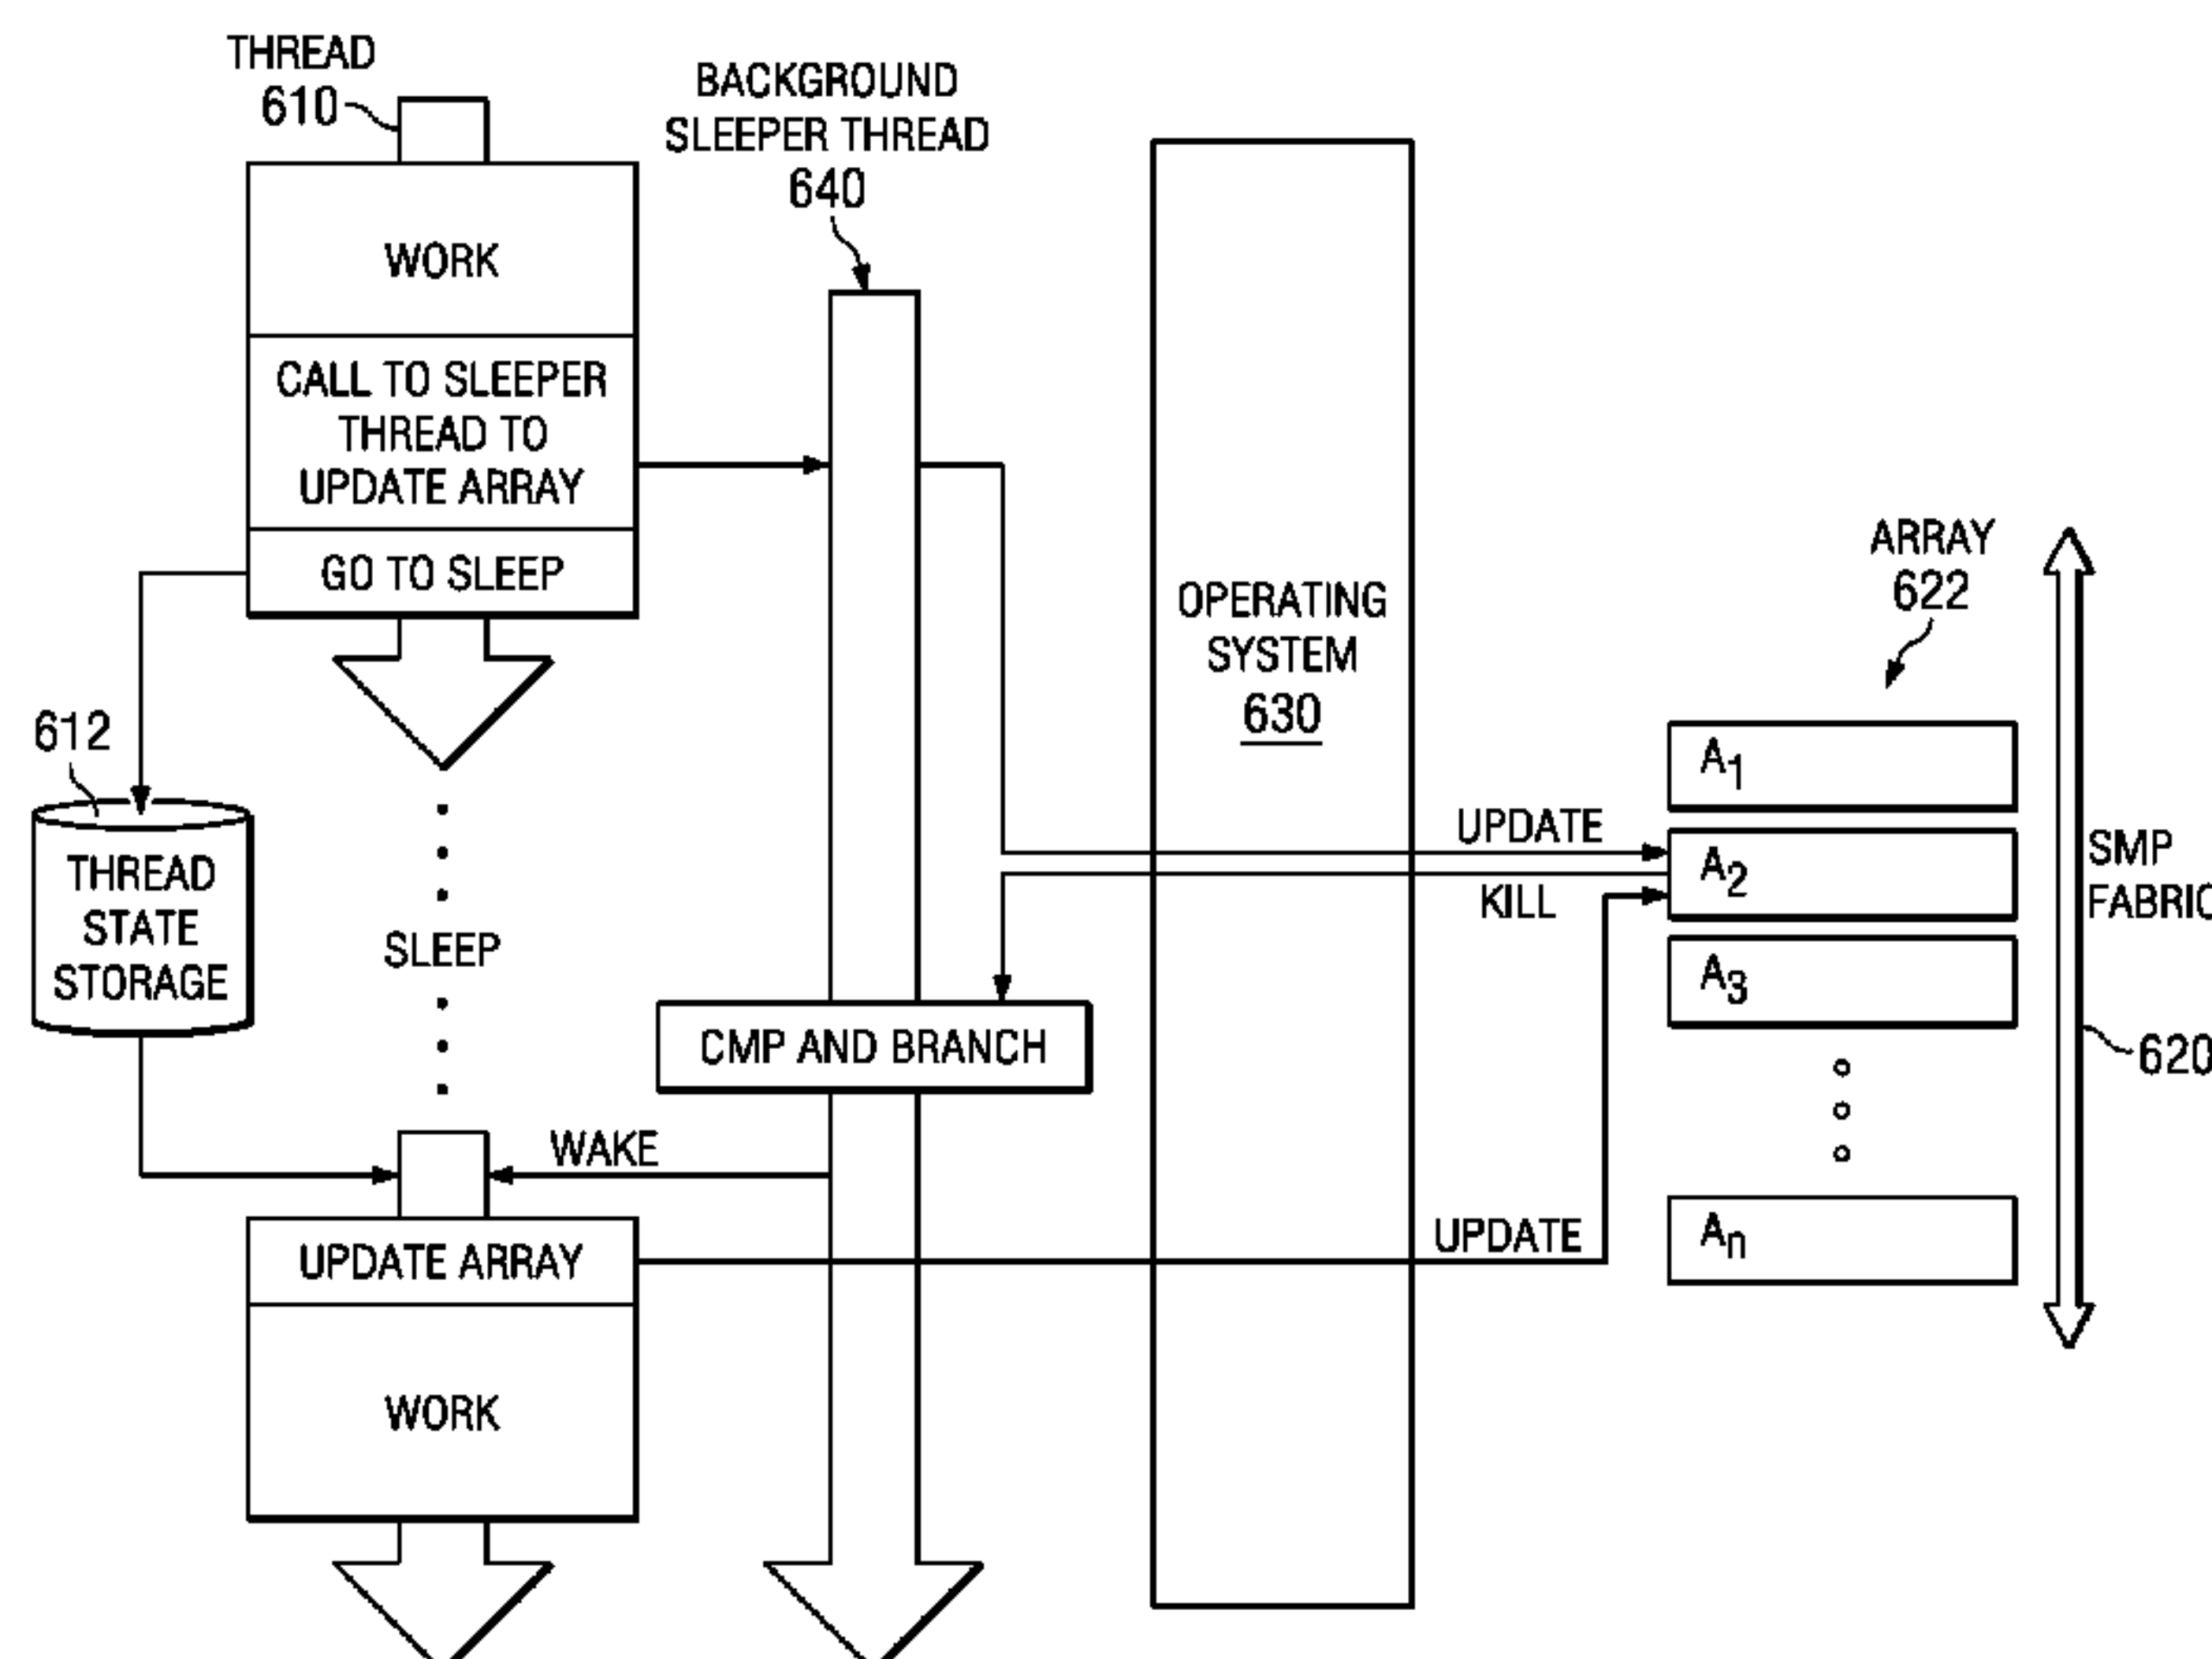 THREAD
610
BACKGROUND
SLEEPER THREAD
640
WORK
CALL TO SLEEPER
THREAD TO
UPDATE ARRAY
GO TO SLEEP
612
THREAD
STATE
STORAGE
SLEEP
CMP AND BRANCH
WAKE
UPDATE ARRAY
WORK
OPERATING
SYSTEM
630
UPDATE
KILL
UPDATE
ARRAY
622
A1
A2
A3
An
SMP
FABRIC
620